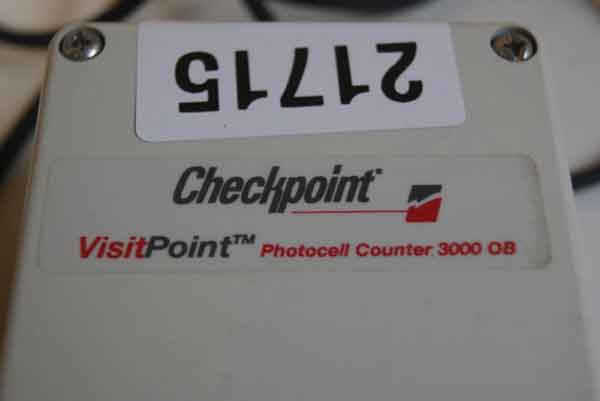 21715
Checkpoint
VisitPoint™ Photocell Counter 3000 OB